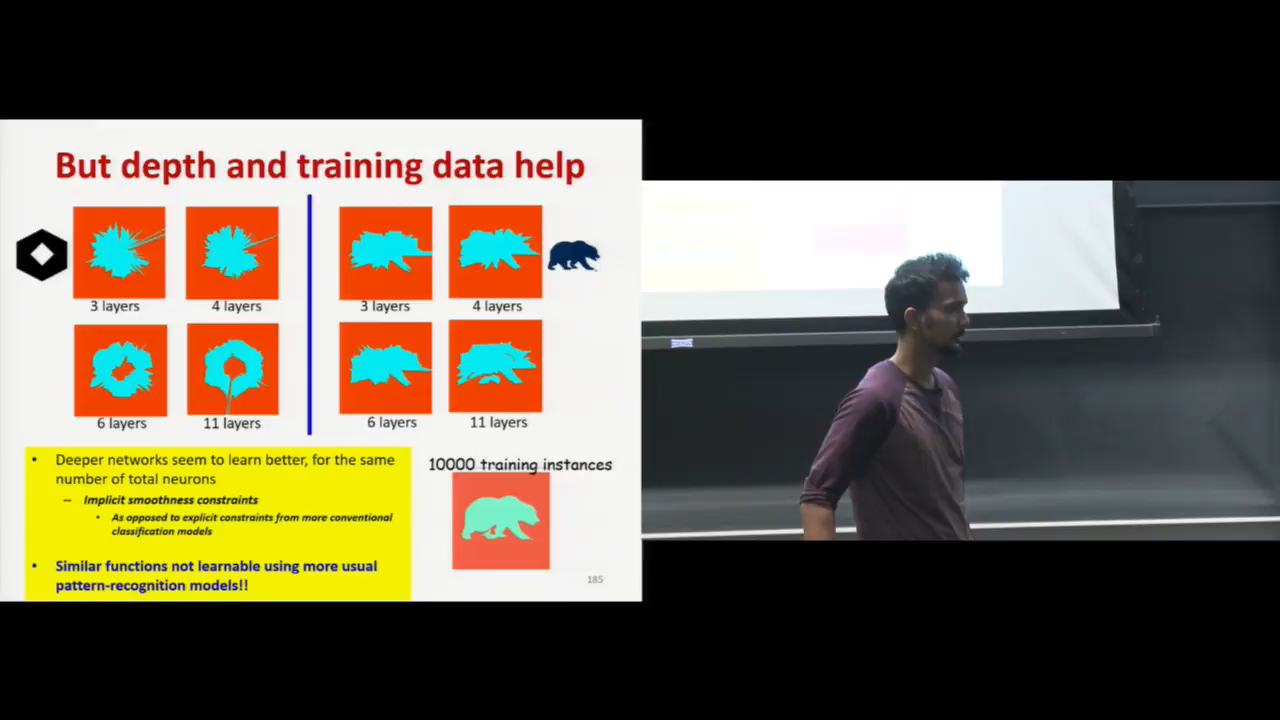 But depth and training data help
3 layers
4 layers
3 layers
4 layers
6 layers
11 layers
6 layers
11 layers
• Deeper networks seem to learn better, for the same
number of total neurons
– Implicit smoothness constraints
• As opposed to explicit constraints from more conventional
classification models
• Similar functions not learnable using more usual
pattern-recognition models!!
10000 training instances
185